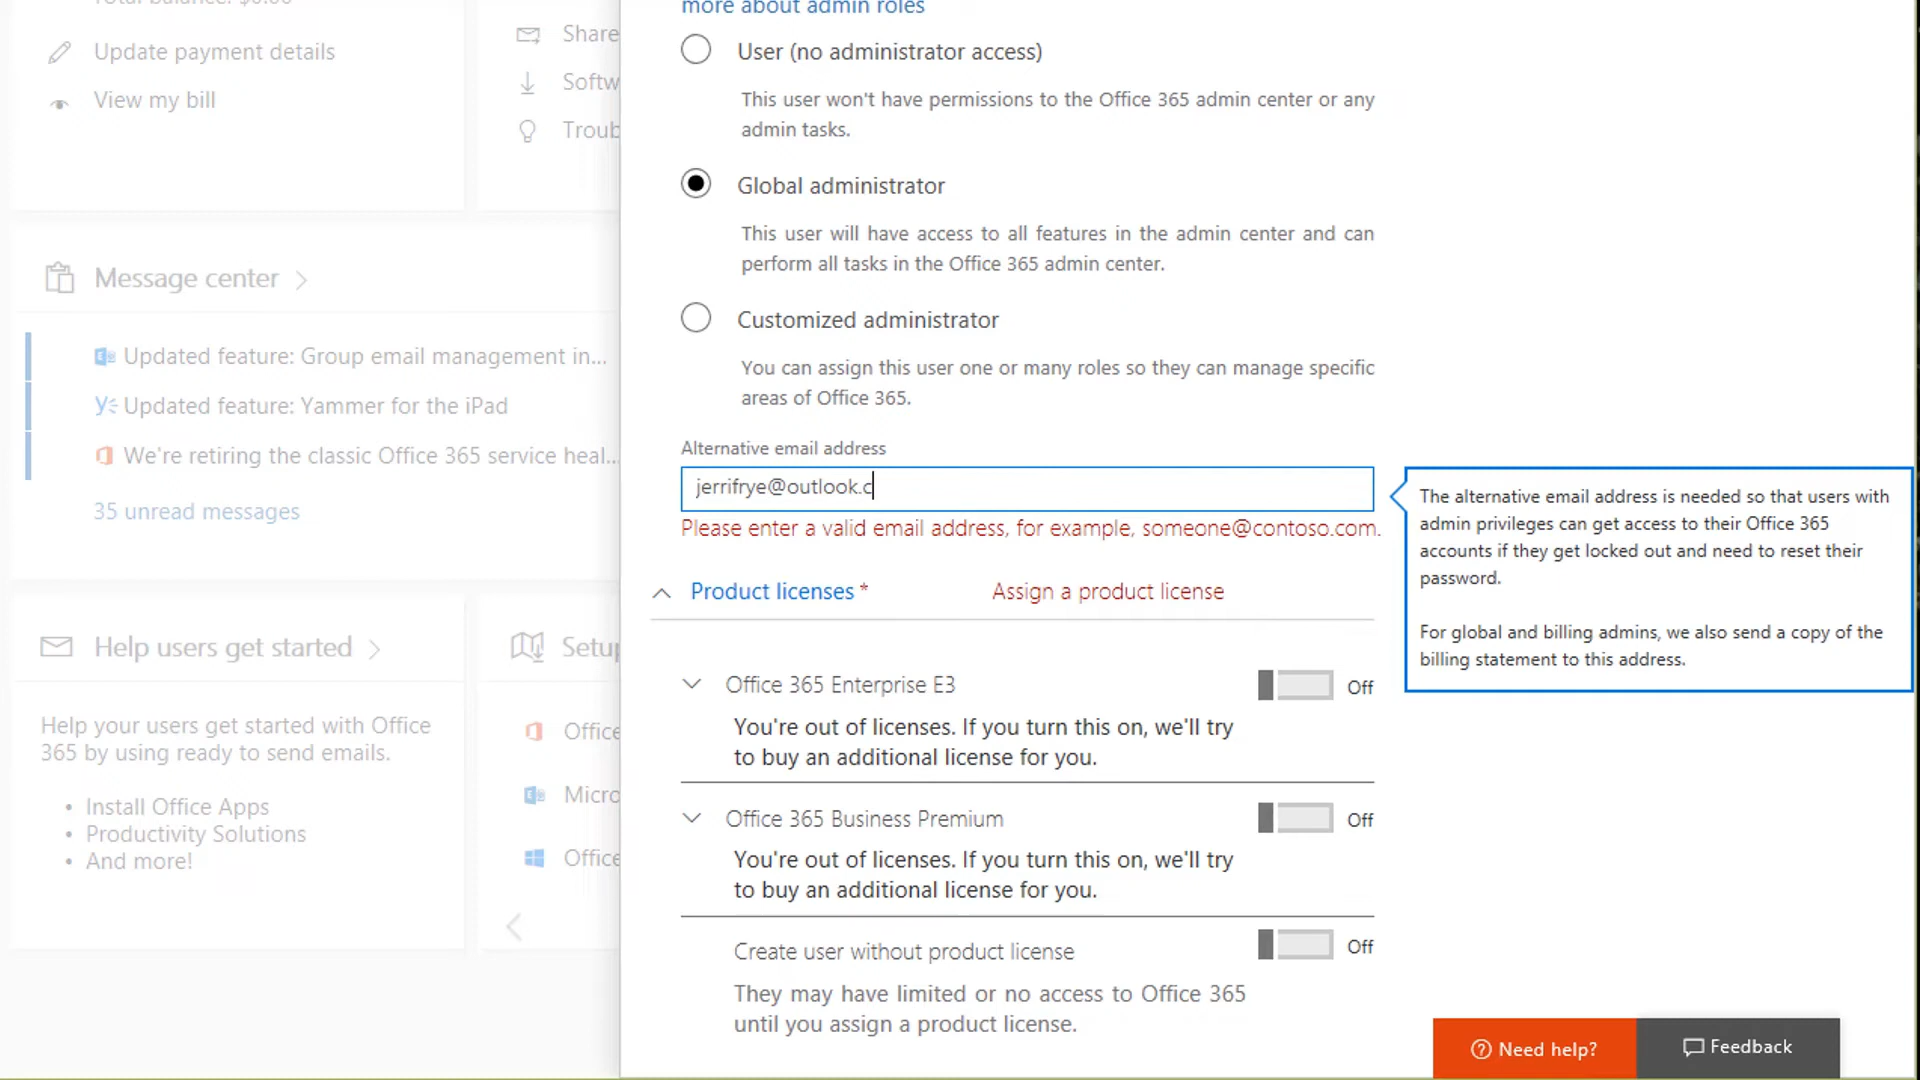 Total balance: $0.00
Update payment details
View my bill
Share
Softw
Troub
Message center
Updated feature: Group email management in...
Updated feature: Yammer for the iPad
We're retiring the classic Office 365 service heal...
35 unread messages
Help users get started
Help your users get started with Office
365 by using ready to send emails.
• Install Office Apps
• Productivity Solutions
• And more!
Setup
Office
Micro
Office
more about admin roles
User (no administrator access)
This user won't have permissions to the Office 365 admin center or any
admin tasks.
Global administrator
This user will have access to all features in the admin center and can
perform all tasks in the Office 365 admin center.
Customized administrator
You can assign this user one or many roles so they can manage specific
areas of Office 365.
Alternative email address
jerrifrye@outlook.c
Please enter a valid email address, for example, someone@contoso.com.
The alternative email address is needed so that users with
admin privileges can get access to their Office 365
accounts if they get locked out and need to reset their
password.
For global and billing admins, we also send a copy of the
billing statement to this address.
Product licenses *
Assign a product license
Office 365 Enterprise E3
Off
You're out of licenses. If you turn this on, we'll try
to buy an additional license for you.
Office 365 Business Premium
Off
You're out of licenses. If you turn this on, we'll try
to buy an additional license for you.
Create user without product license
Off
They may have limited or no access to Office 365
until you assign a product license.
Need help?
Feedback